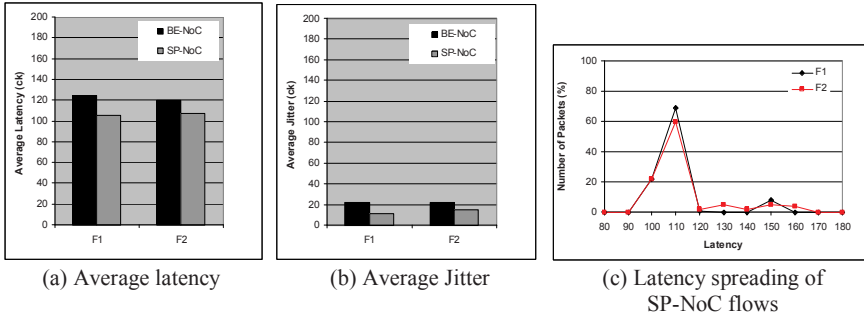 200
180
160
140
120
100
80
60
40
20
0
Average Latency (ck)
BE-NoC
SP-NoC
F1 F2
(a) Average latency
200
180
160
140
120
100
80
60
40
20
0
Average Jitter (ck)
BE-NoC
SP-NoC
F1 F2
(b) Average Jitter
100
80
60
40
20
0
Number of Packets (%)
F1
F2
80 90 100 110 120 130 140 150 160 170 180
Latency
(c) Latency spreading of
SP-NoC flows